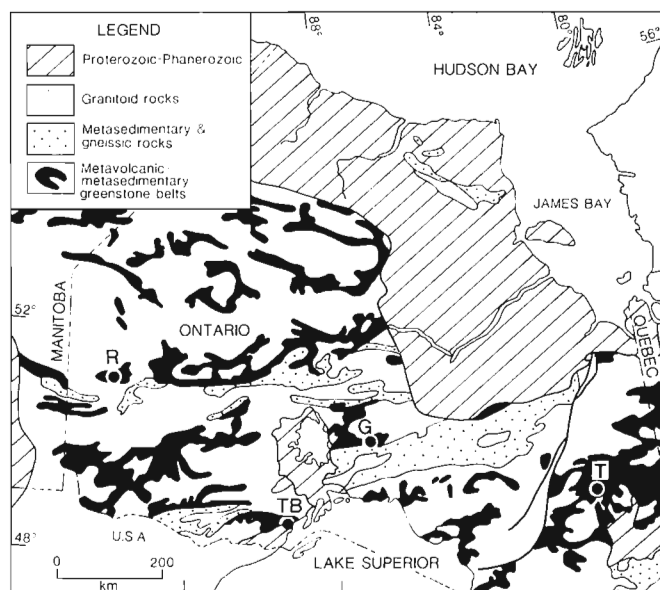 LEGEND
Proterozoic-Phanerozoic
Granitoid rocks
Metasedimentary &
gneissic rocks
Metavolcanic-
metasedimentary
greenstone belts
88°
84°
80°
56°
HUDSON BAY
JAMES BAY
52°
MANITOBA
ONTARIO
QUEBEC
R
G
T
TB
U.S.A
48°
0 200
km
LAKE SUPERIOR